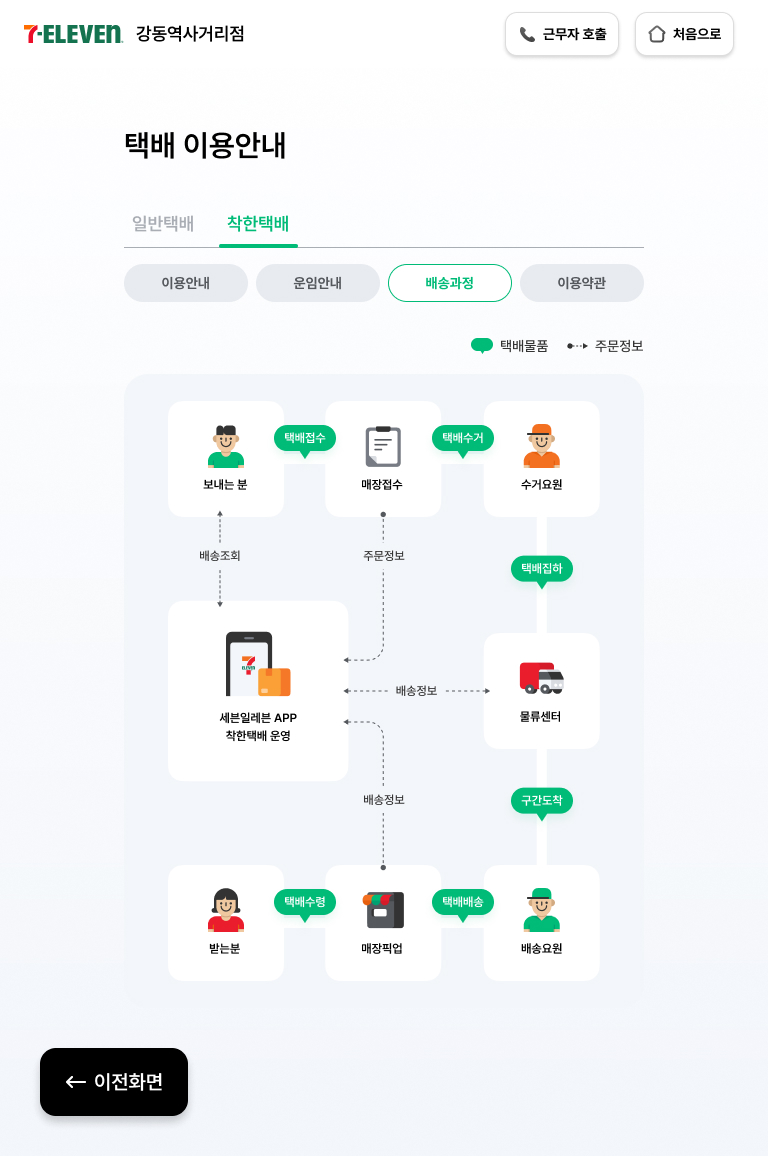 7-ELEVEN 강동역사거리점
근무자 호출
처음으로
택배 이용안내
일반택배
착한택배
이용안내
운임안내
배송과정
이용약관
택배물품
주문정보
보내는 분
택배접수
매장접수
택배수거
수거요원
배송조회
주문정보
택배집하
7
ELEVEN
세븐일레븐 APP
착한택배 운영
배송정보
물류센터
배송정보
구간도착
받는분
택배수령
매장픽업
택배배송
배송요원
이전화면